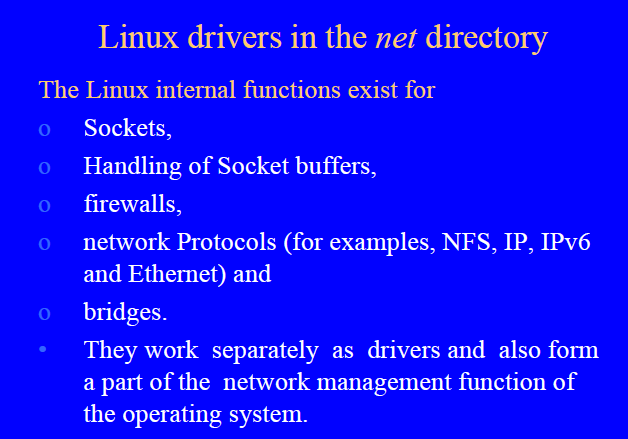 Linux drivers in the net directory
The Linux internal functions exist for
o Sockets,
o Handling of Socket buffers,
o firewalls,
o network Protocols (for examples, NFS, IP, IPv6
and Ethernet) and
o bridges.
• They work separately as drivers and also form
a part of the network management function of
the operating system.